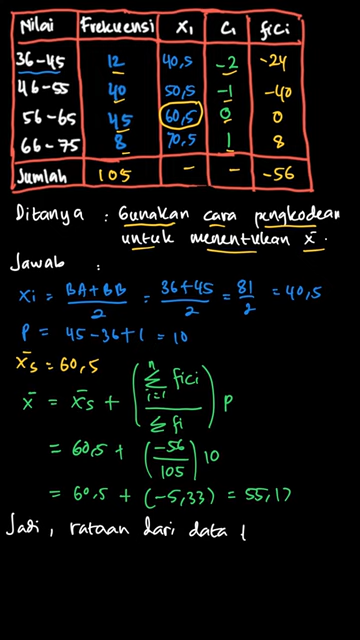 Nilai Frekuensi Xi Ci fici
36-45 12 40,5 -2 -24
46-55 40 50,5 -1 -40
56-65 45 60,5 0 0
66-75 8 70,5 1 8
Jumlah 105 - - -56
Ditanya : Gunakan cara pengkodean
untuk menentukan x̄.
Jawab :
Xi = BA+BB/2 = 36+45/2 = 81/2 = 40,5
P = 45-36+1 = 10
x̄s = 60,5
x̄ = x̄s + (∑ⁿᵢ₌₁ fici / ∑ fi) P
= 60,5 + (-56/105) 10
= 60,5 + (-5,33) = 55,17
Jadi, rataan dari data